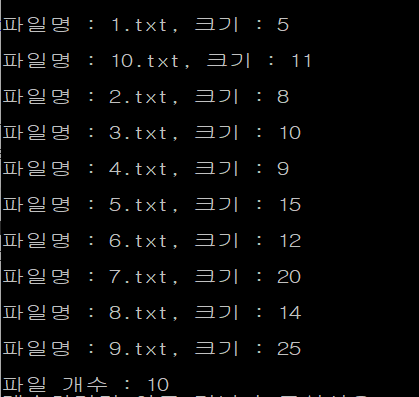 파일명 : 1.txt, 크기 : 5
파일명 : 10.txt, 크기 : 11
파일명 : 2.txt, 크기 : 8
파일명 : 3.txt, 크기 : 10
파일명 : 4.txt, 크기 : 9
파일명 : 5.txt, 크기 : 15
파일명 : 6.txt, 크기 : 12
파일명 : 7.txt, 크기 : 20
파일명 : 8.txt, 크기 : 14
파일명 : 9.txt, 크기 : 25
파일 개수 : 10